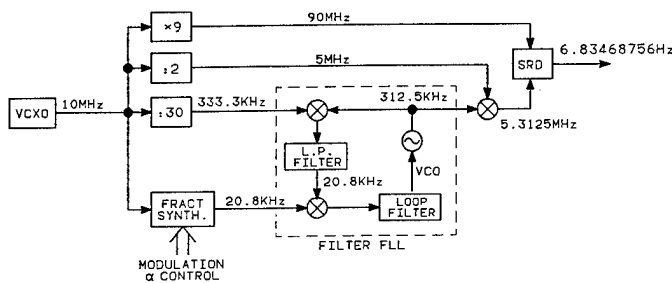 ×9
90MHz
6.83468756Hz
:2
5MHz
SRD
VCXO
10MHz
:30
333.3KHz
312.5KHz
5.3125MHz
L.P.
FILTER
20.8KHz
VCO
FRACT
SYNTH.
20.8KHz
LOOP
FILTER
FILTER FLL
MODULATION
α CONTROL